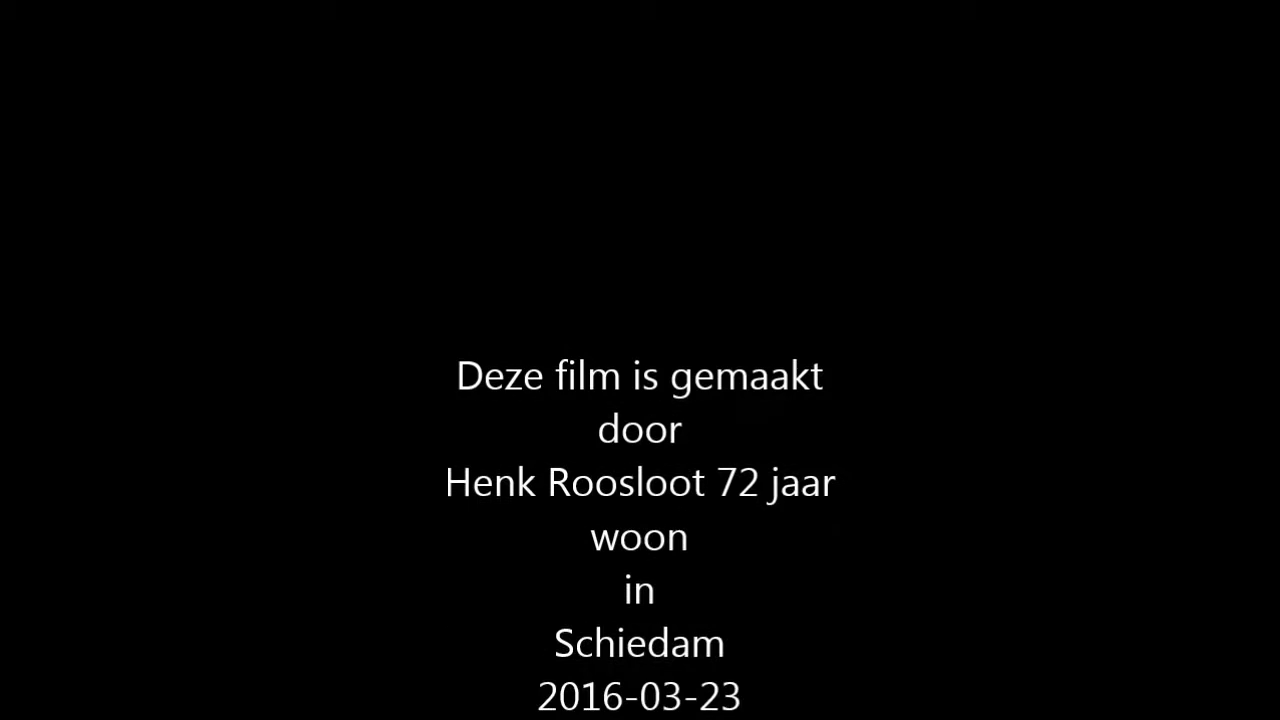 Deze film is gemaakt
door
Henk Roosloot 72 jaar
woon
in
Schiedam
2016-03-23